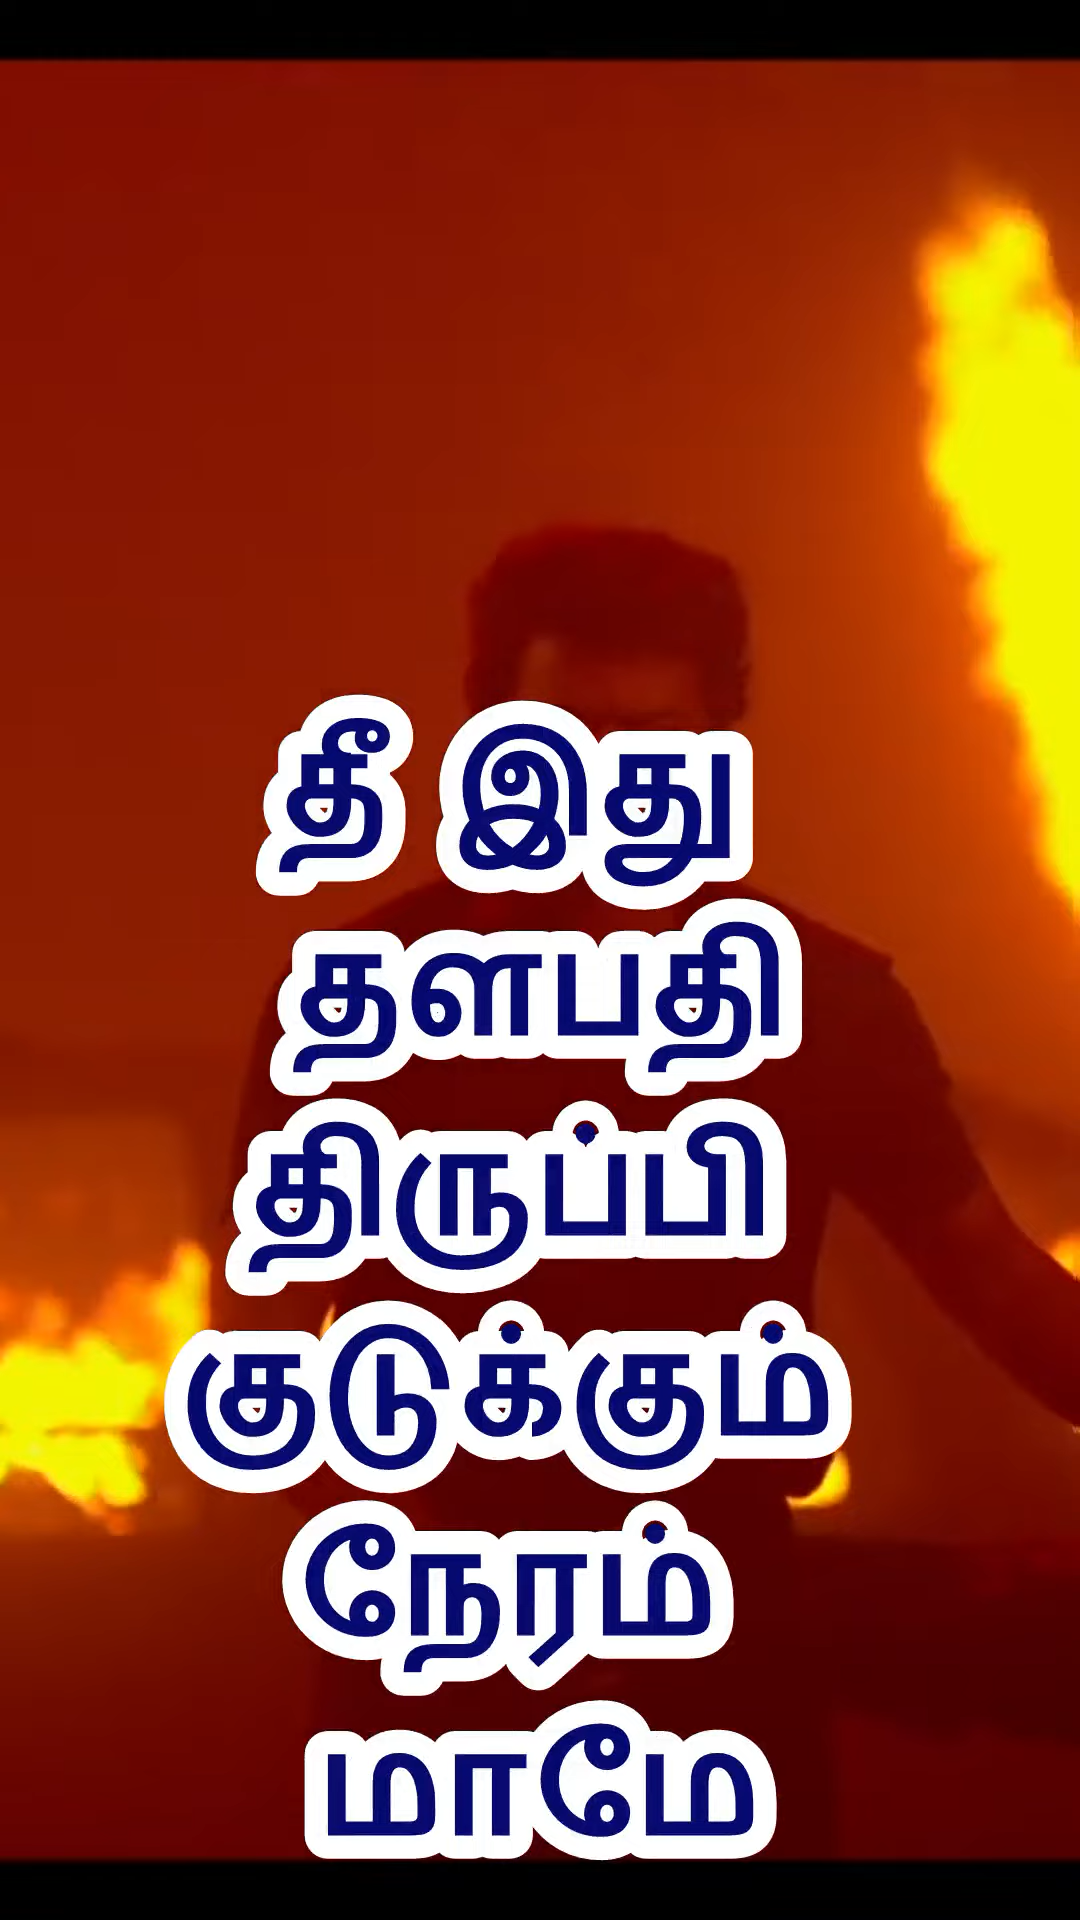 தீ இது
தளபதி
திருப்பி
குடுக்கும்
நேரம்
மாமே